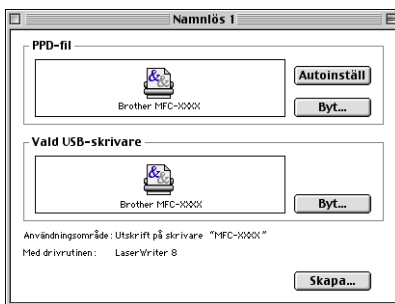 Namnlös 1
PPD-fil
Autoinställ
Brother MFC-XXXX
Byt...
Vald USB-skrivare
Brother MFC-XXXX
Byt...
Användningsområde: Utskrift på skrivare "MFC-XXXX"
Med drivrutinen: LaserWriter 8
Skapa...